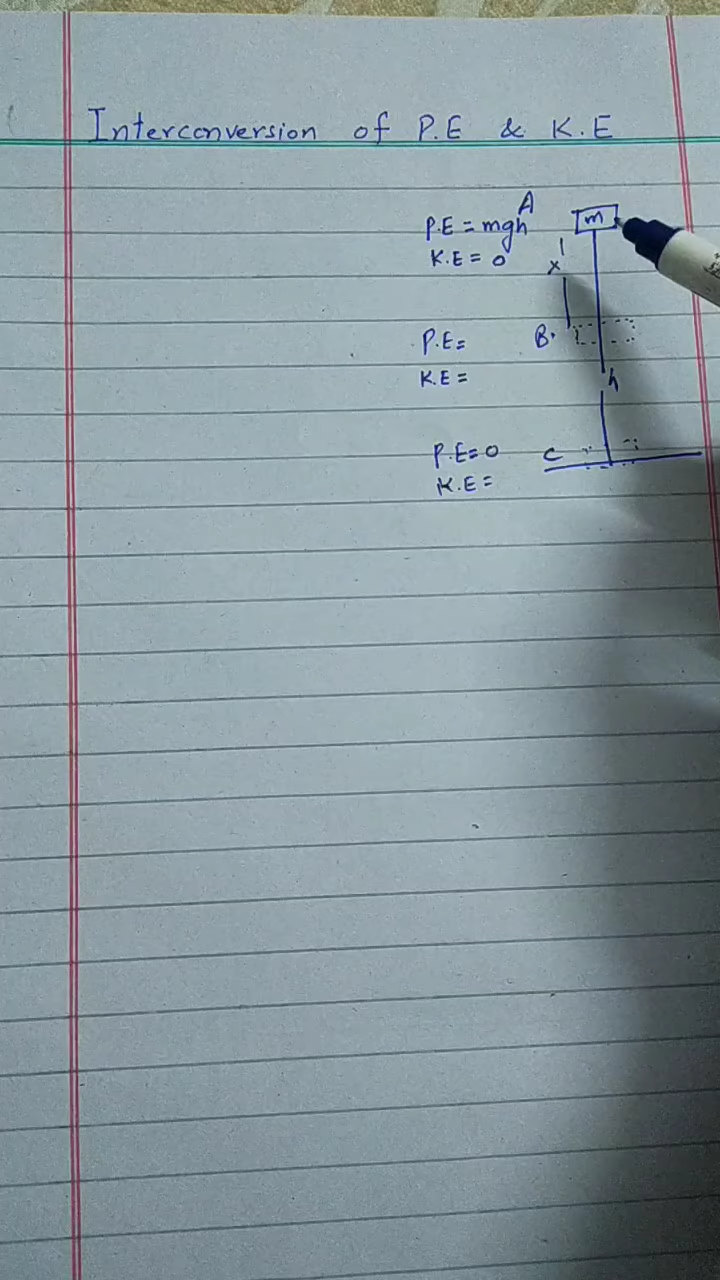 Interconversion of P.E & K.E
A
P.E = mgh
K.E = 0
m
x
P.E =
B.
K.E =
h
P.E = 0
C
K.E =